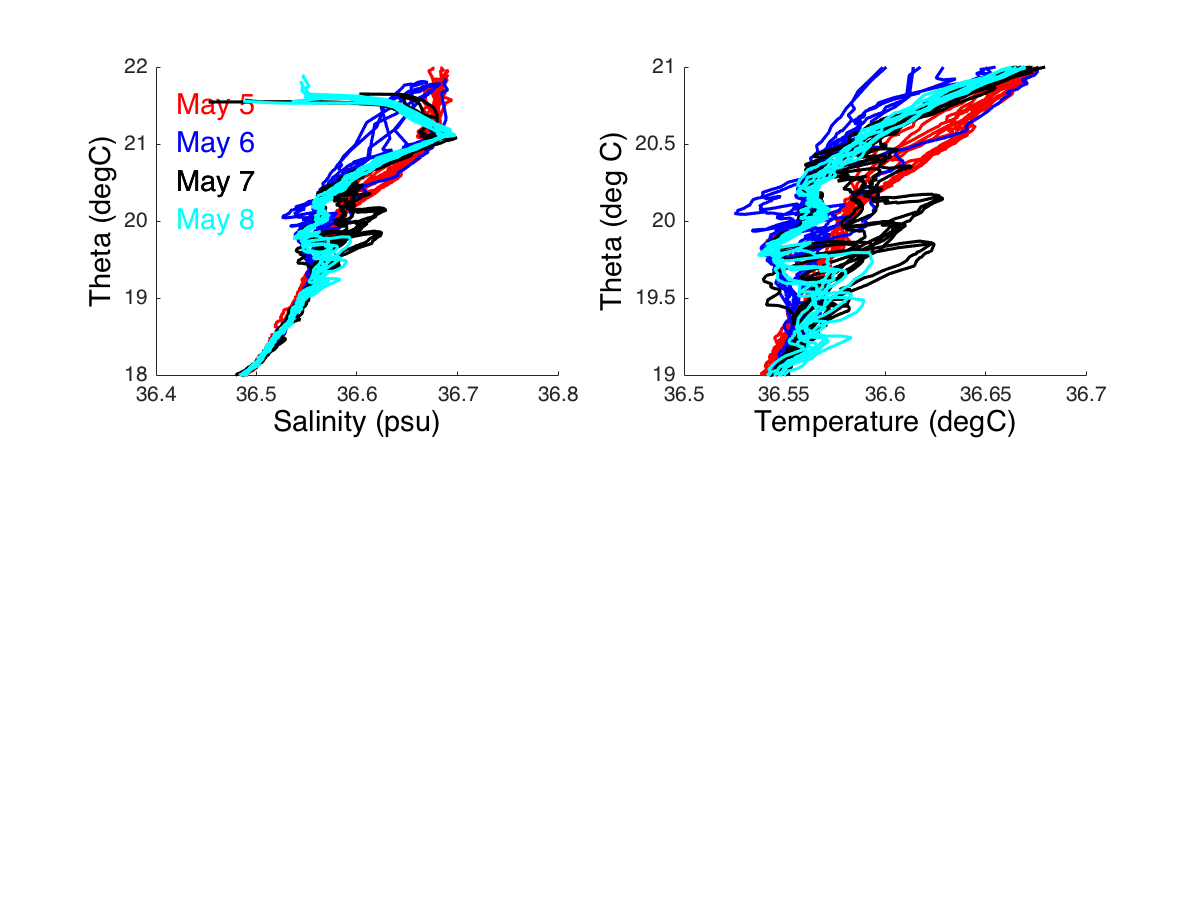 22
21
20
19
18
Theta (degC)
May 5
May 6
May 7
May 8
36.4
36.5
36.6
36.7
36.8
Salinity (psu)
21
20.5
20
19.5
19
Theta (deg C)
36.5
36.55
36.6
36.65
36.7
Temperature (degC)